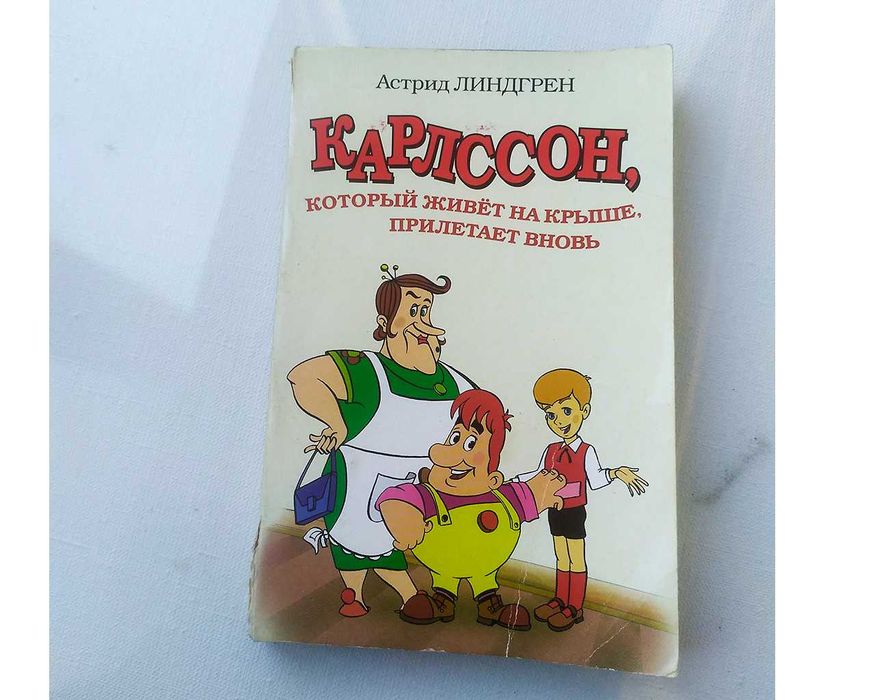 Астрид ЛИНДГРЕН
КАРЛССОН,
КОТОРЫЙ ЖИВЁТ НА КРЫШЕ,
ПРИЛЕТАЕТ ВНОВЬ